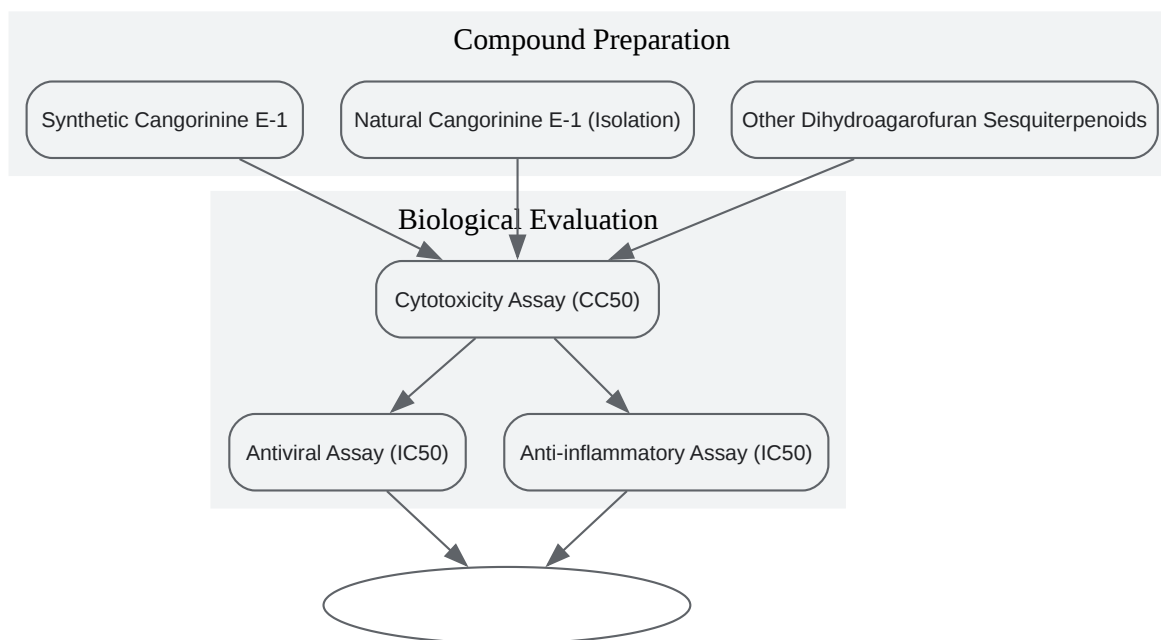 Compound Preparation
Synthetic Cangorinine E-1
Natural Cangorinine E-1 (Isolation)
Other Dihydroagarofuran Sesquiterpenoids
Biological Evaluation
Cytotoxicity Assay (CC50)
Antiviral Assay (IC50)
Anti-inflammatory Assay (IC50)